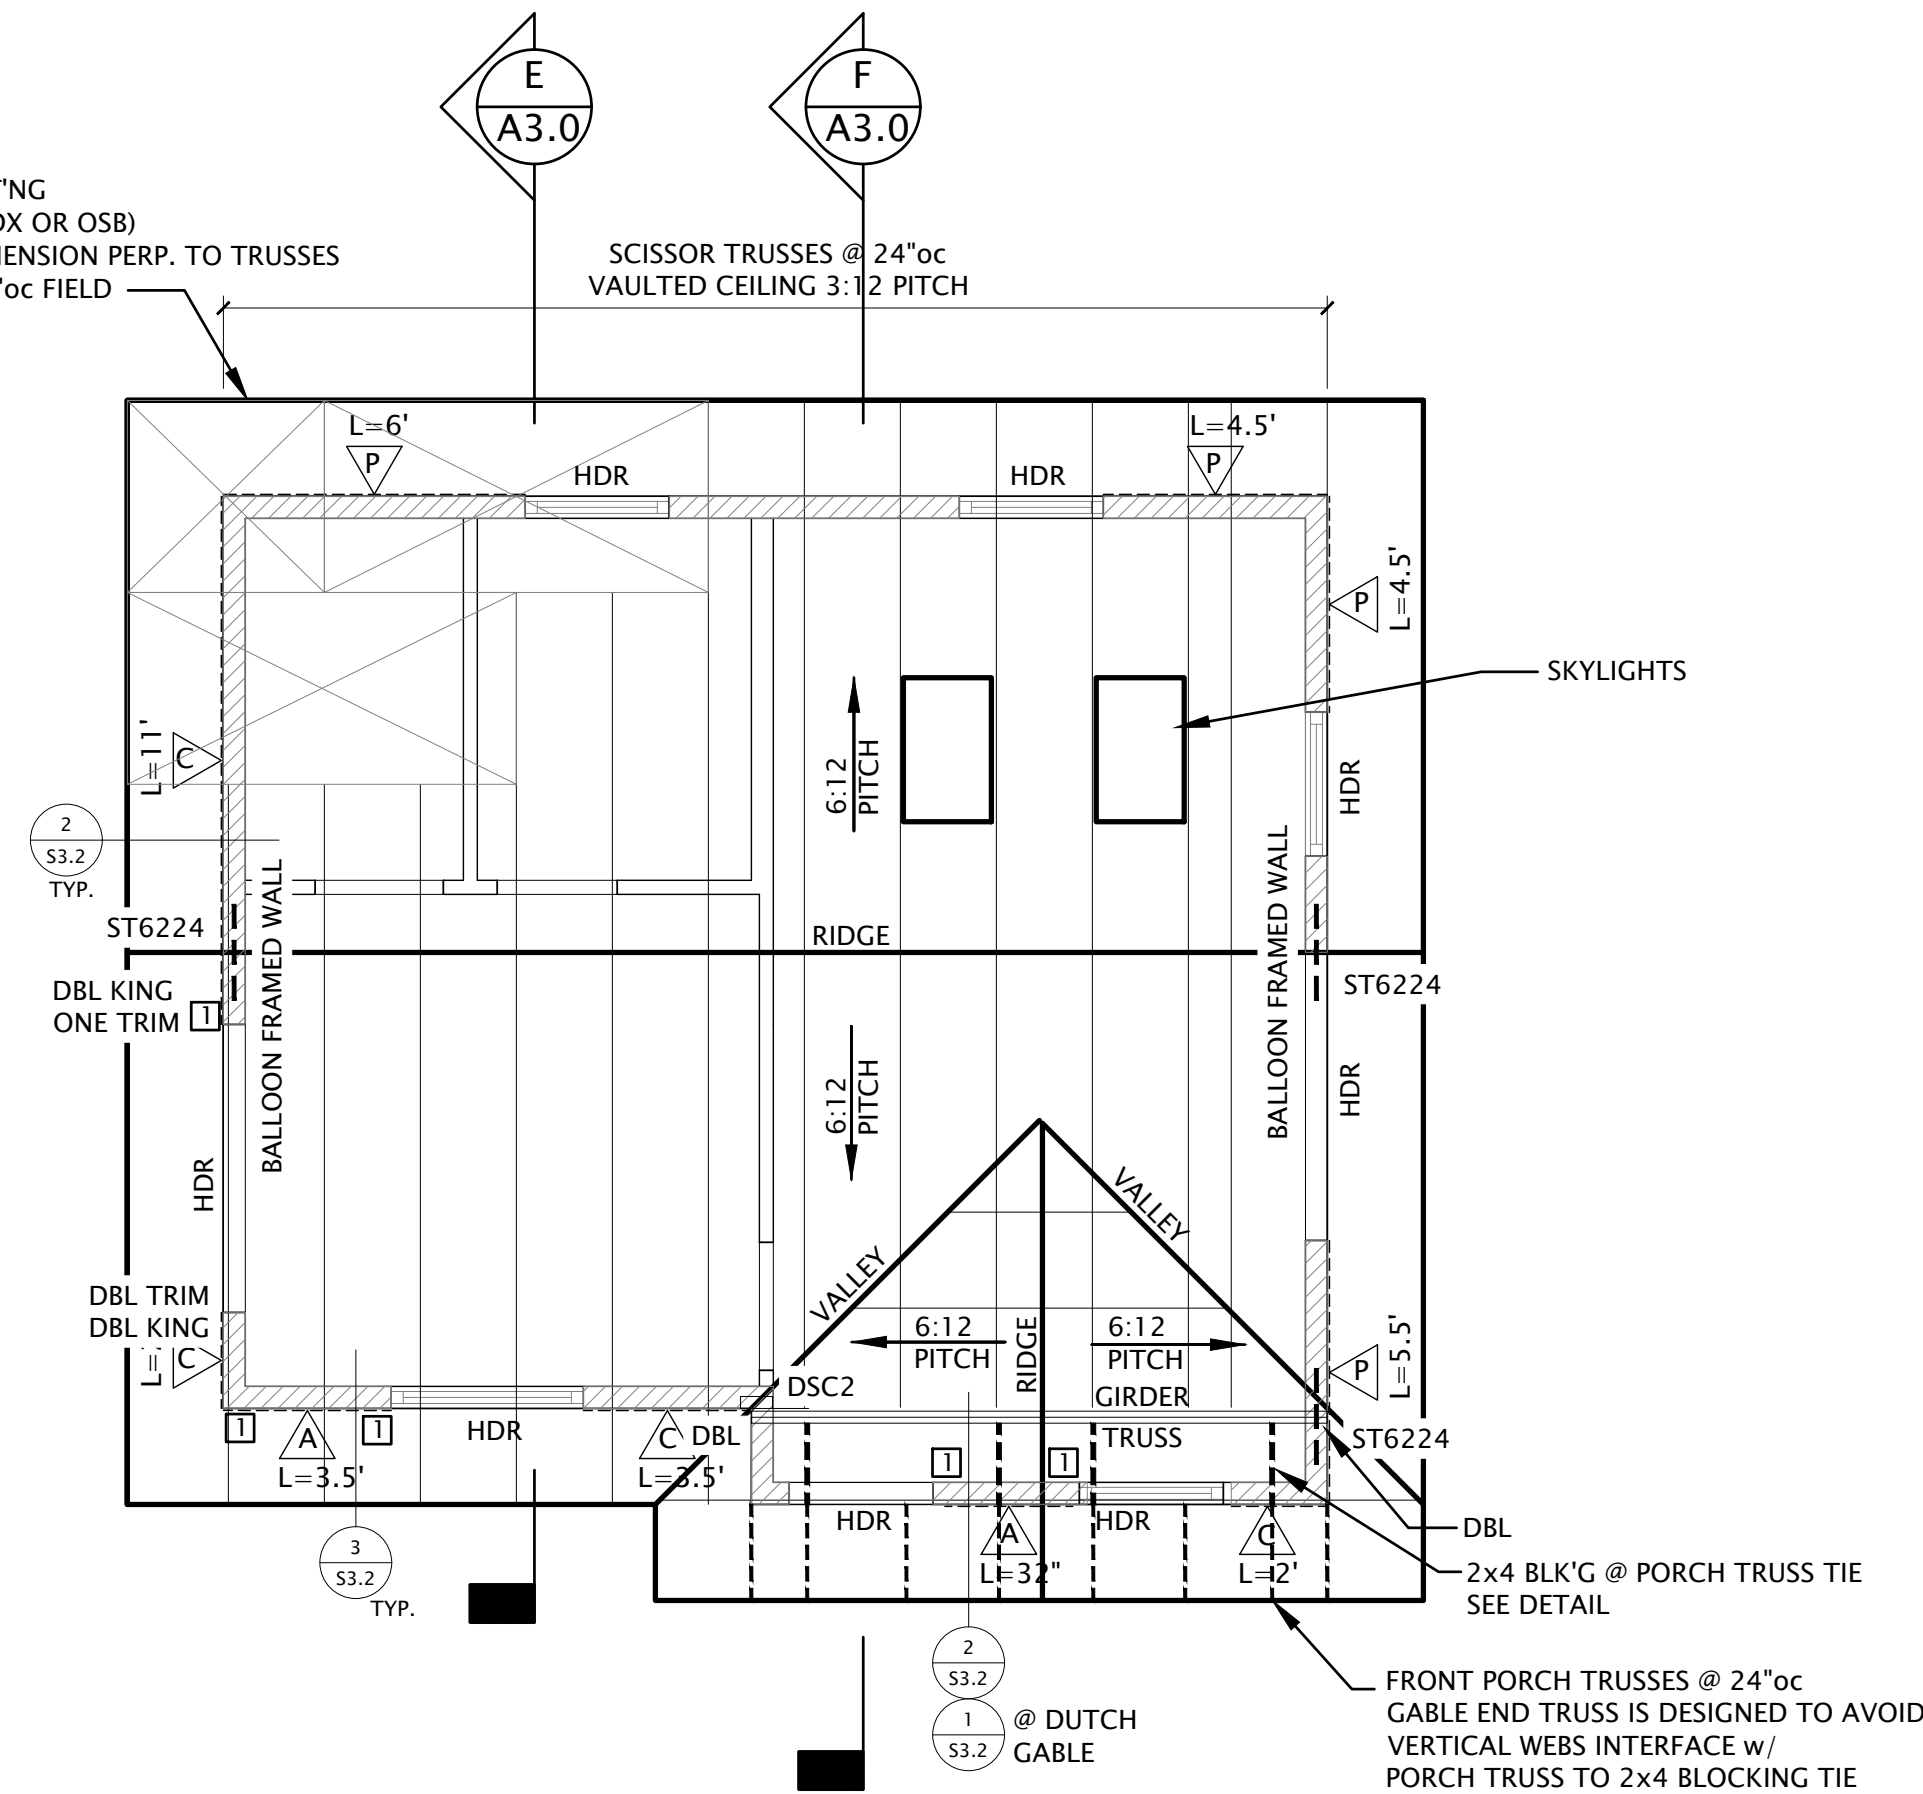 E
A3.0
F
A3.0
'NG
OX OR OSB)
ENSION PERP. TO TRUSSES
"oc FIELD
SCISSOR TRUSSES @ 24"oc
VAULTED CEILING 3:12 PITCH
L=6'
P
HDR
HDR
L=4.5'
P
P
L=4.5'
SKYLIGHTS
L=11'
C
6:12
PITCH
HDR
2
S3.2
TYP.
BALLOON FRAMED WALL
BALLOON FRAMED WALL
ST6224
RIDGE
ST6224
DBL KING
ONE TRIM
1
6:12
PITCH
HDR
HDR
VALLEY
VALLEY
DBL TRIM
DBL KING
L=
C
6:12
PITCH
RIDGE
6:12
PITCH
P
L=5.5'
DSC2
GIRDER
TRUSS
1
A
L=3.5'
1
HDR
C
L=3.5'
DBL
1
1
ST6224
HDR
A
L=32"
HDR
C
L=2'
DBL
2x4 BLK'G @ PORCH TRUSS TIE
SEE DETAIL
3
S3.2
TYP.
2
S3.2
1
S3.2
@ DUTCH
GABLE
FRONT PORCH TRUSSES @ 24"oc
GABLE END TRUSS IS DESIGNED TO AVOID
VERTICAL WEBS INTERFACE w/
PORCH TRUSS TO 2x4 BLOCKING TIE